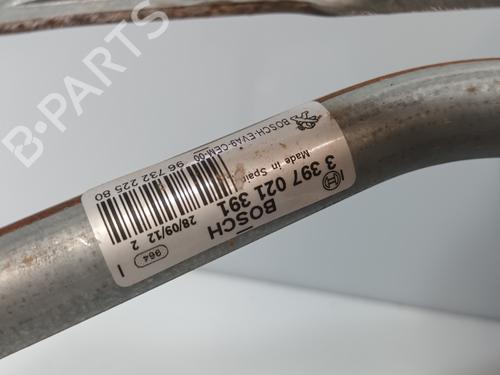 B-PARTS
BOSCH-EVA9-CEM-00
96 732 225 80
Made in Spain
3 397 021 391
BOSCH
28/09/12 2
964